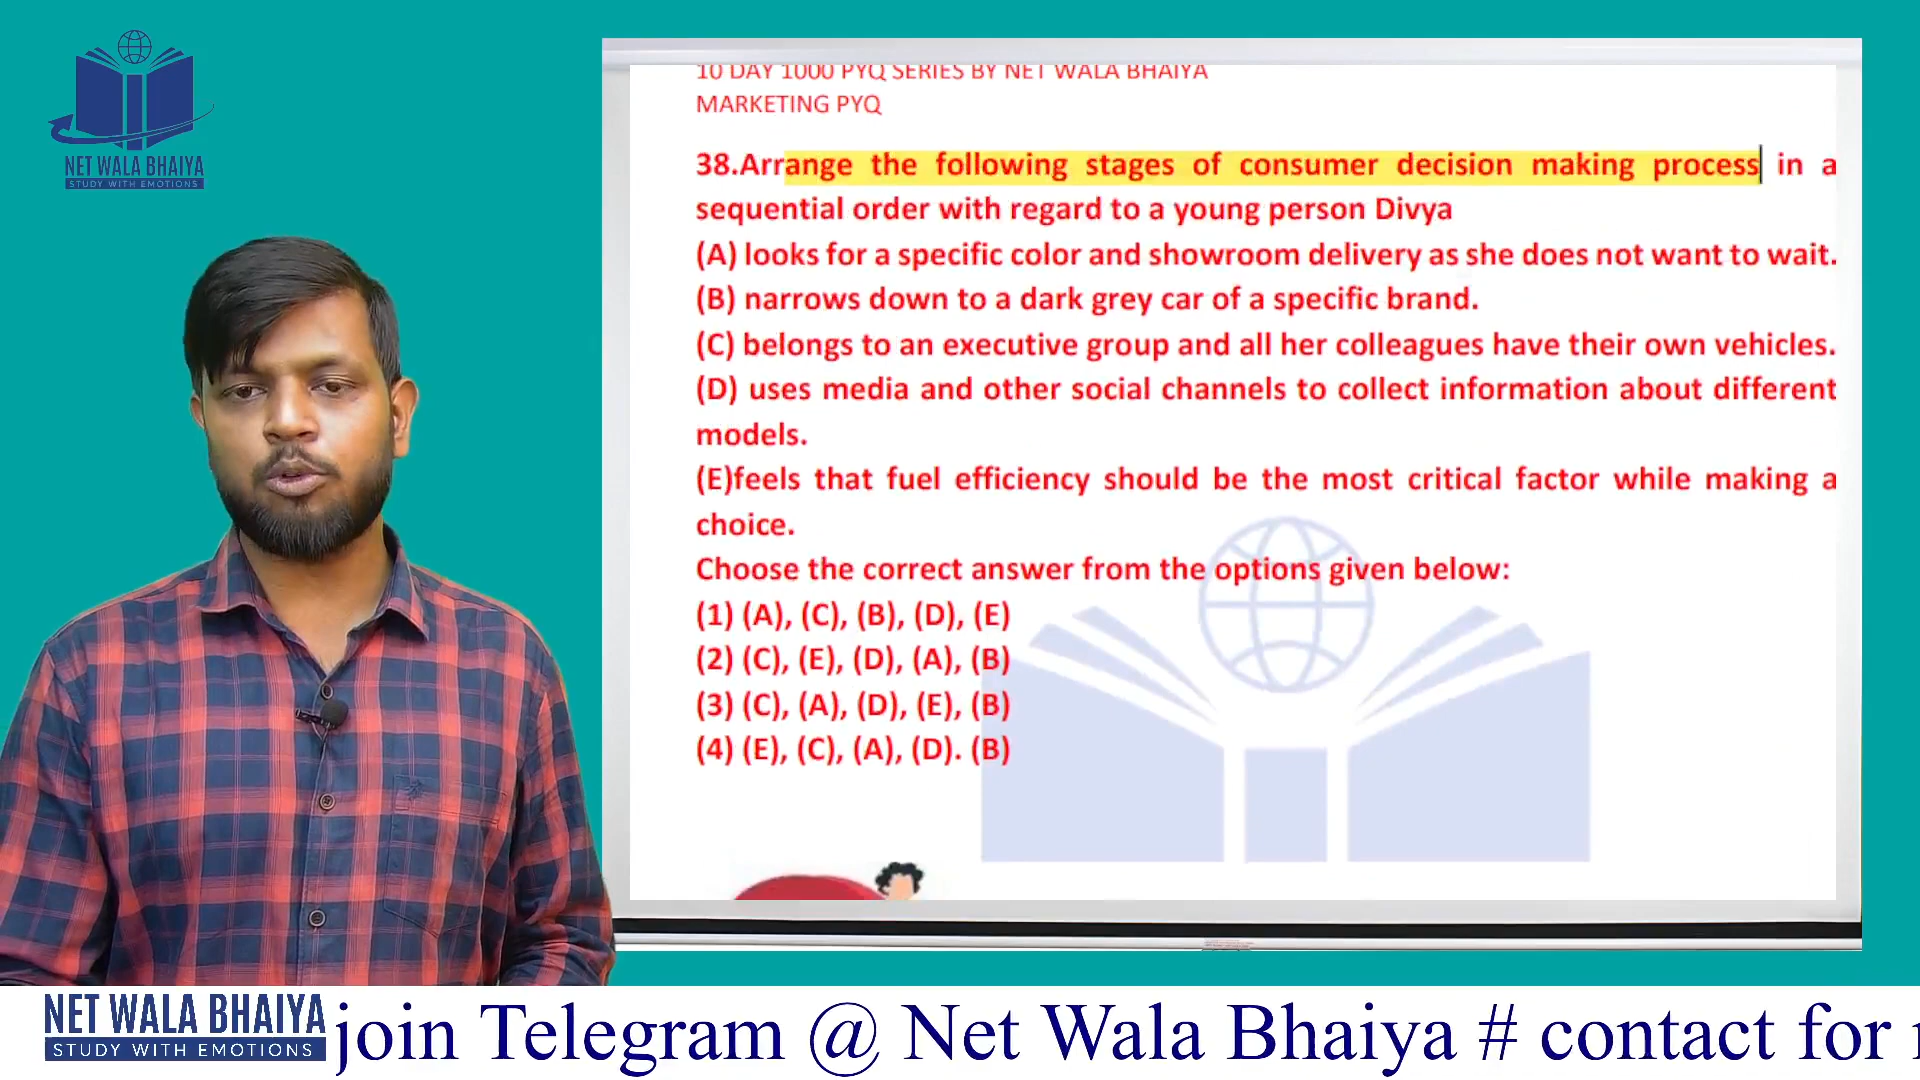 NET WALA BHAIYA
STUDY WITH EMOTIONS
10 DAY 1000 PYQ SERIES BY NET WALA BHAIYA
MARKETING PYQ
38.Arrange the following stages of consumer decision making process in a
sequential order with regard to a young person Divya
(A) looks for a specific color and showroom delivery as she does not want to wait.
(B) narrows down to a dark grey car of a specific brand.
(C) belongs to an executive group and all her colleagues have their own vehicles.
(D) uses media and other social channels to collect information about different
models.
(E)feels that fuel efficiency should be the most critical factor while making a
choice.
Choose the correct answer from the options given below:
(1) (A), (C), (B), (D), (E)
(2) (C), (E), (D), (A), (B)
(3) (C), (A), (D), (E), (B)
(4) (E), (C), (A), (D). (B)
NET WALA BHAIYA
STUDY WITH EMOTIONS
join Telegram @ Net Wala Bhaiya # contact for